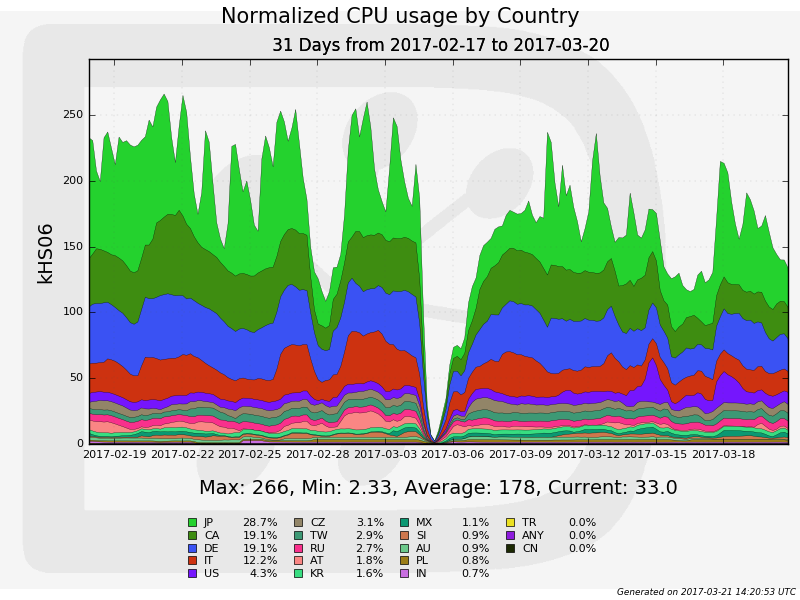 Normalized CPU usage by Country
31 Days from 2017-02-17 to 2017-03-20
kHS06
250
200
150
100
50
0
2017-02-19 2017-02-22 2017-02-25 2017-02-28 2017-03-03 2017-03-06 2017-03-09 2017-03-12 2017-03-15 2017-03-18
Max: 266, Min: 2.33, Average: 178, Current: 33.0
JP 28.7% CZ 3.1% MX 1.1% TR 0.0%
CA 19.1% TW 2.9% SI 0.9% ANY 0.0%
DE 19.1% RU 2.7% AU 0.9% CN 0.0%
IT 12.2% AT 1.8% PL 0.8%
US 4.3% KR 1.6% IN 0.7%
Generated on 2017-03-21 14:20:53 UTC